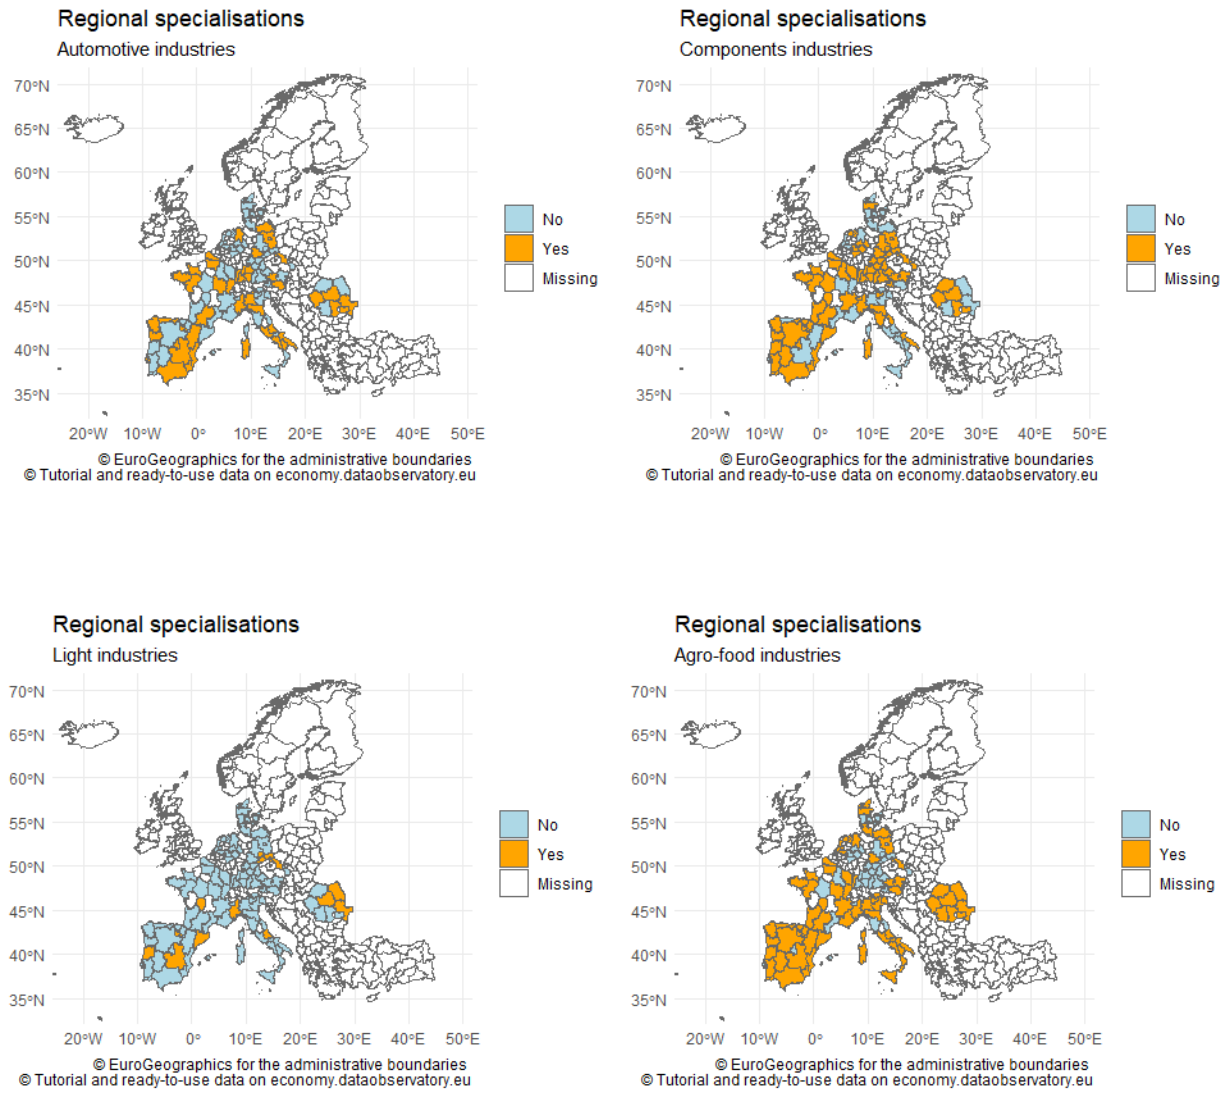 Regional specialisations
Automotive industries
70°N
65°N
60°N
55°N
50°N
45°N
40°N
35°N
20°W 10°W 0° 10°E 20°E 30°E 40°E 50°E
No
Yes
Missing
© EuroGeographics for the administrative boundaries
© Tutorial and ready-to-use data on economy.dataobservatory.eu
Regional specialisations
Components industries
70°N
65°N
60°N
55°N
50°N
45°N
40°N
35°N
20°W 10°W 0° 10°E 20°E 30°E 40°E 50°E
No
Yes
Missing
© EuroGeographics for the administrative boundaries
© Tutorial and ready-to-use data on economy.dataobservatory.eu
Regional specialisations
Light industries
70°N
65°N
60°N
55°N
50°N
45°N
40°N
35°N
20°W 10°W 0° 10°E 20°E 30°E 40°E 50°E
No
Yes
Missing
© EuroGeographics for the administrative boundaries
© Tutorial and ready-to-use data on economy.dataobservatory.eu
Regional specialisations
Agro-food industries
70°N
65°N
60°N
55°N
50°N
45°N
40°N
35°N
20°W 10°W 0° 10°E 20°E 30°E 40°E 50°E
No
Yes
Missing
© EuroGeographics for the administrative boundaries
© Tutorial and ready-to-use data on economy.dataobservatory.eu